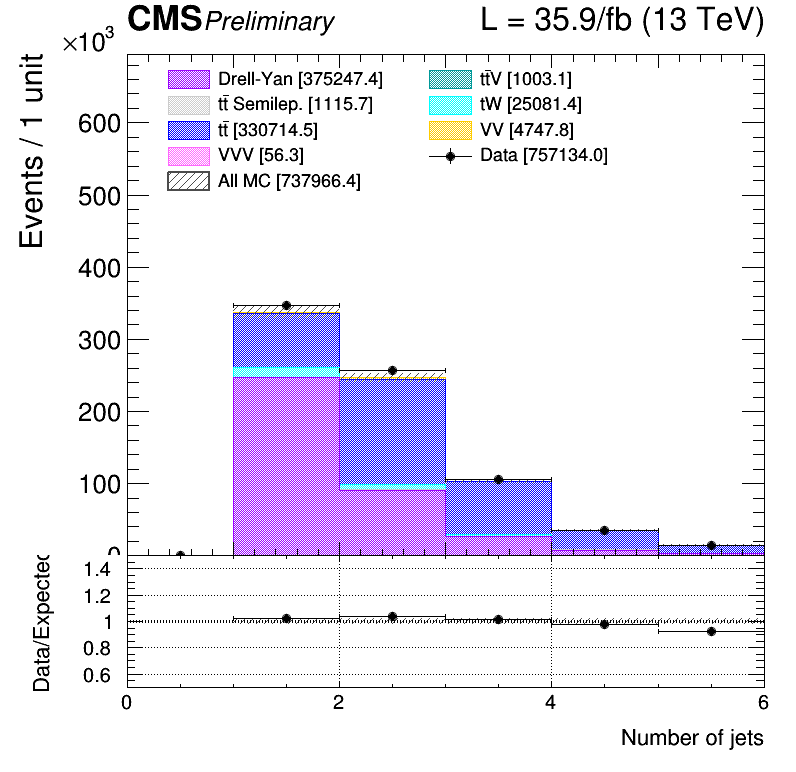 CMS Preliminary L = 35.9/fb (13 TeV)
×10³
Events / 1 unit
Drell-Yan [375247.4]
tt̄ Semilep. [1115.7]
tt̄ [330714.5]
VVV [56.3]
All MC [737966.4]
tt̄V [1003.1]
tW [25081.4]
VV [4747.8]
Data [757134.0]
600
500
400
300
200
100
0
Data/Expected
1.4
1.2
1
0.8
0.6
0 2 4 6
Number of jets